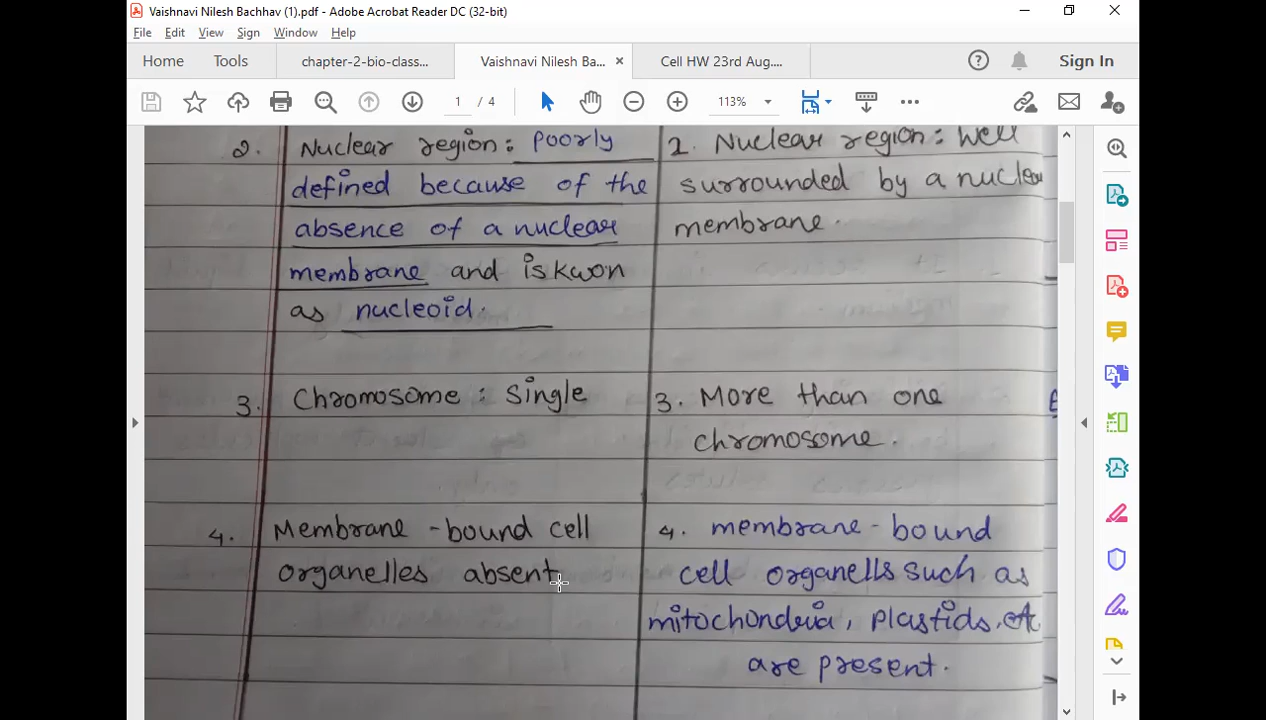 Vaishnavi Nilesh Bachhav (1).pdf - Adobe Acrobat Reader DC (32-bit)
File Edit View Sign Window Help
Home Tools chapter-2-bio-class... Vaishnavi Nilesh Ba... × Cell HW 23rd Aug.... Sign In
1 / 4 113%
2. Nuclear region: poorly
defined because of the
absence of a nuclear
membrane and is kwon
as nucleoid.
3. Chromosome : Single
4. Membrane - bound cell
organelles absent
2. Nuclear region: Well
surrounded by a nuclear
membrane.
3. More than one
chromosome.
4. membrane - bound
cell organells such as
mitochondria, plastids, etc
are present.